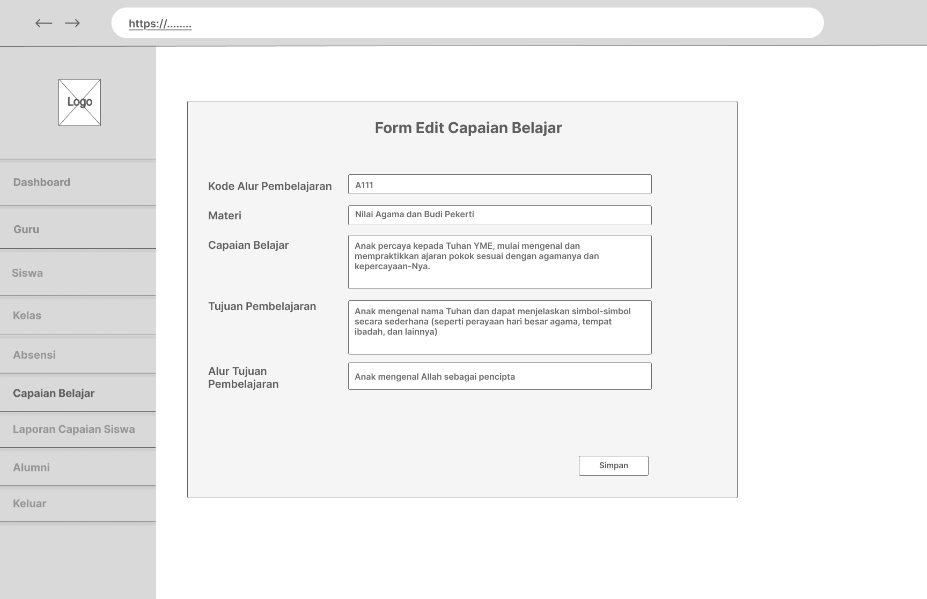 https://........
Logo
Dashboard
Guru
Siswa
Kelas
Absensi
Capaian Belajar
Laporan Capaian Siswa
Alumni
Keluar
Form Edit Capaian Belajar
Kode Alur Pembelajaran
A111
Materi
Nilai Agama dan Budi Pekerti
Capaian Belajar
Anak percaya kepada Tuhan YME, mulai mengenal dan
mempraktikkan ajaran pokok sesuai dengan agamanya dan
kepercayaan-Nya.
Tujuan Pembelajaran
Anak mengenal nama Tuhan dan dapat menjelaskan simbol-simbol
secara sederhana (seperti perayaan hari besar agama, tempat
ibadah, dan lainnya)
Alur Tujuan
Pembelajaran
Anak mengenal Allah sebagai pencipta
Simpan